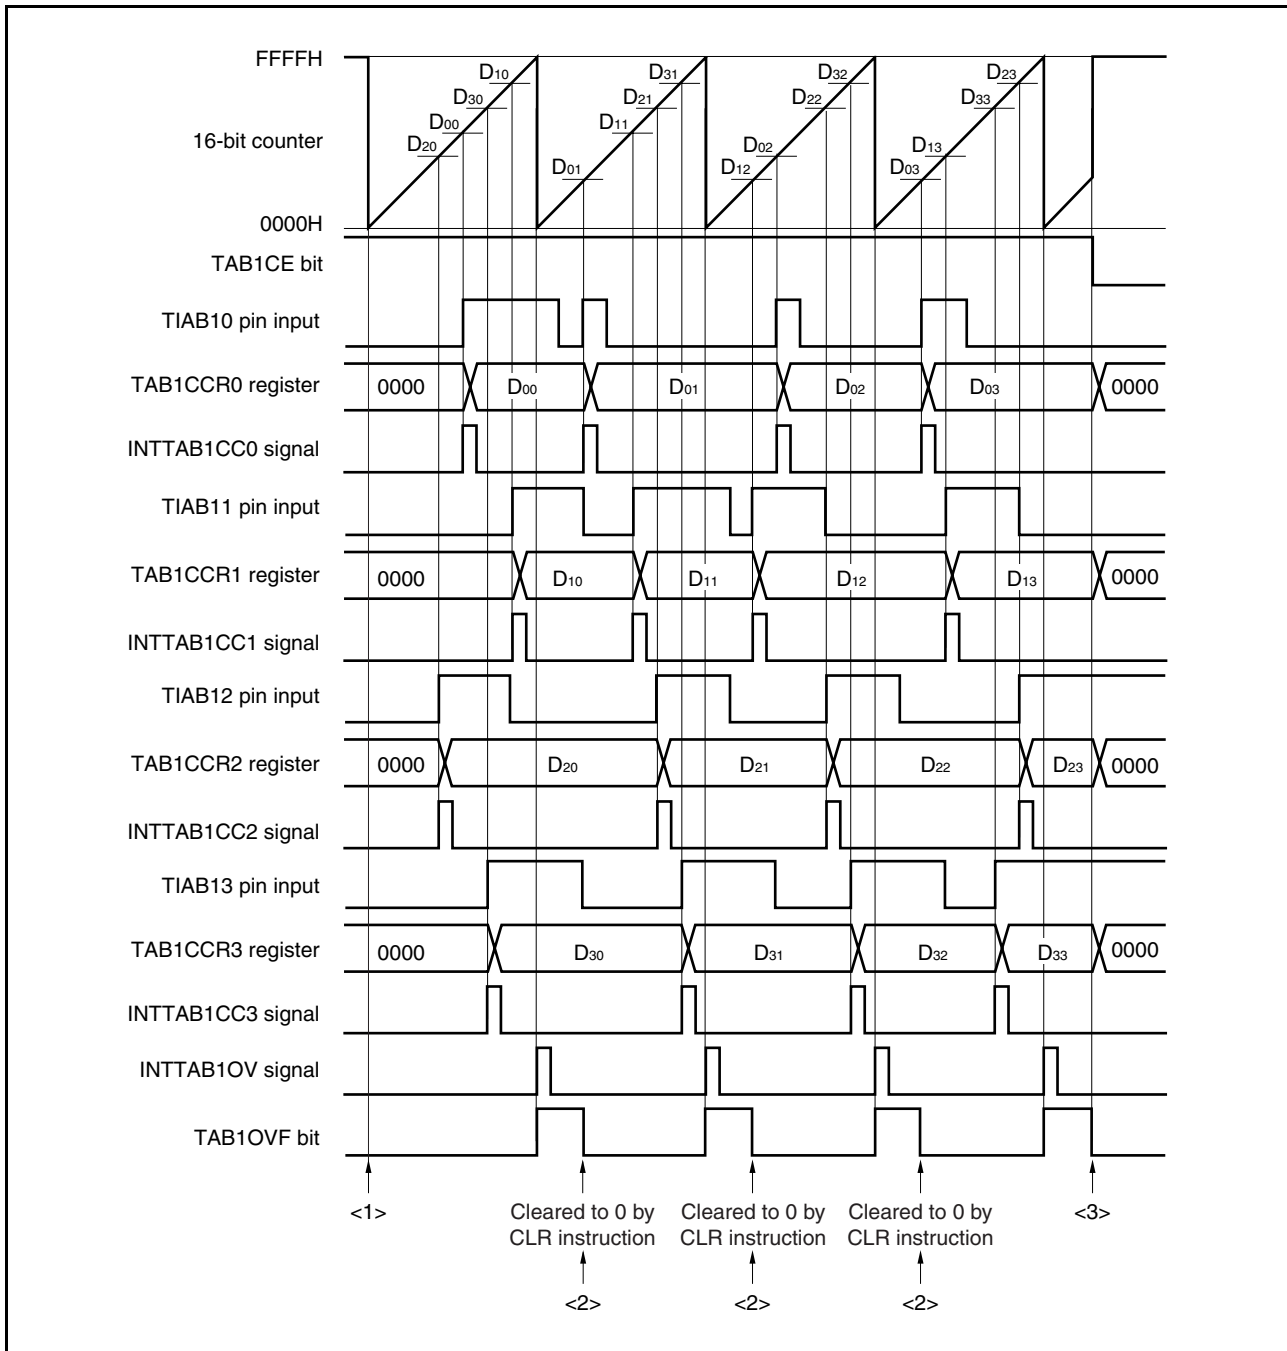 FFFFH
D10
D31
D32
D23
D30
D21
D22
D33
D00
D11
16-bit counter
D20
D02
D13
D01
D12
D03
0000H
TAB1CE bit
TIAB10 pin input
TAB1CCR0 register
0000
D00
D01
D02
D03
0000
INTTAB1CC0 signal
TIAB11 pin input
TAB1CCR1 register
0000
D10
D11
D12
D13
0000
INTTAB1CC1 signal
TIAB12 pin input
TAB1CCR2 register
0000
D20
D21
D22
D23
0000
INTTAB1CC2 signal
TIAB13 pin input
TAB1CCR3 register
0000
D30
D31
D32
D33
0000
INTTAB1CC3 signal
INTTAB1OV signal
TAB1OVF bit
<1>
Cleared to 0 by
CLR instruction
<2>
Cleared to 0 by
CLR instruction
<2>
Cleared to 0 by
CLR instruction
<2>
<3>